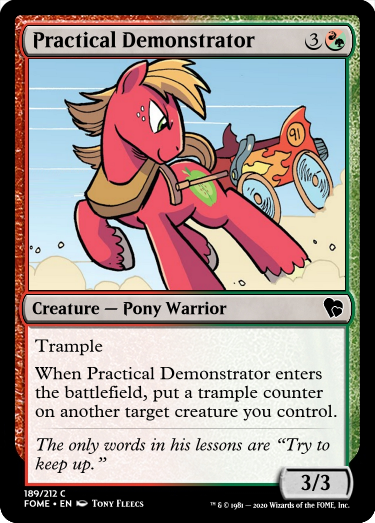 Practical Demonstrator 3
91
Creature — Pony Warrior
Trample
When Practical Demonstrator enters
the battlefield, put a trample counter
on another target creature you control.
The only words in his lessons are “Try to
keep up.”
3/3
189/212 C
FOME • EN Tony Fleecs
™ & © 1981 — 2020 Wizards of the FOME, Inc.